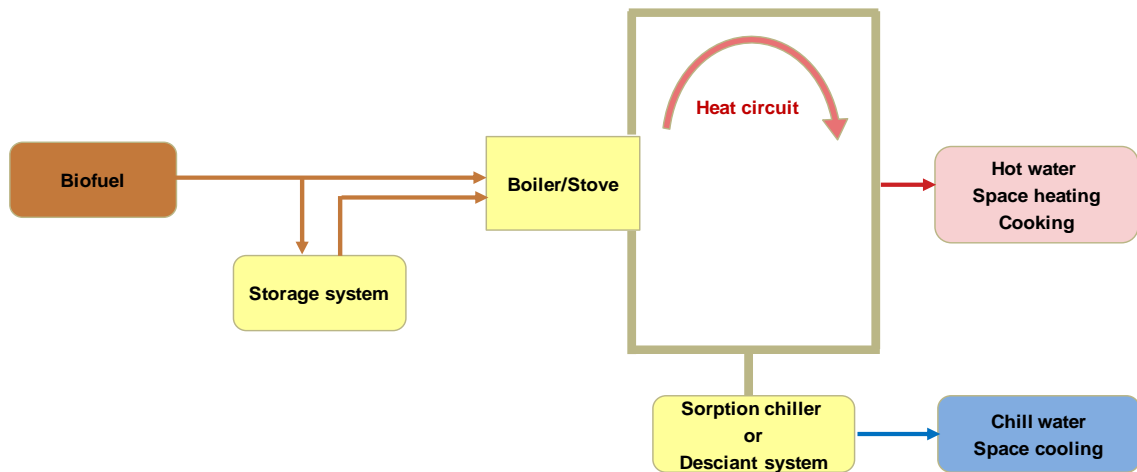 Heat circuit
Biofuel
Boiler/Stove
Hot water
Space heating
Cooking
Storage system
Sorption chiller
or
Desciant system
Chill water
Space cooling